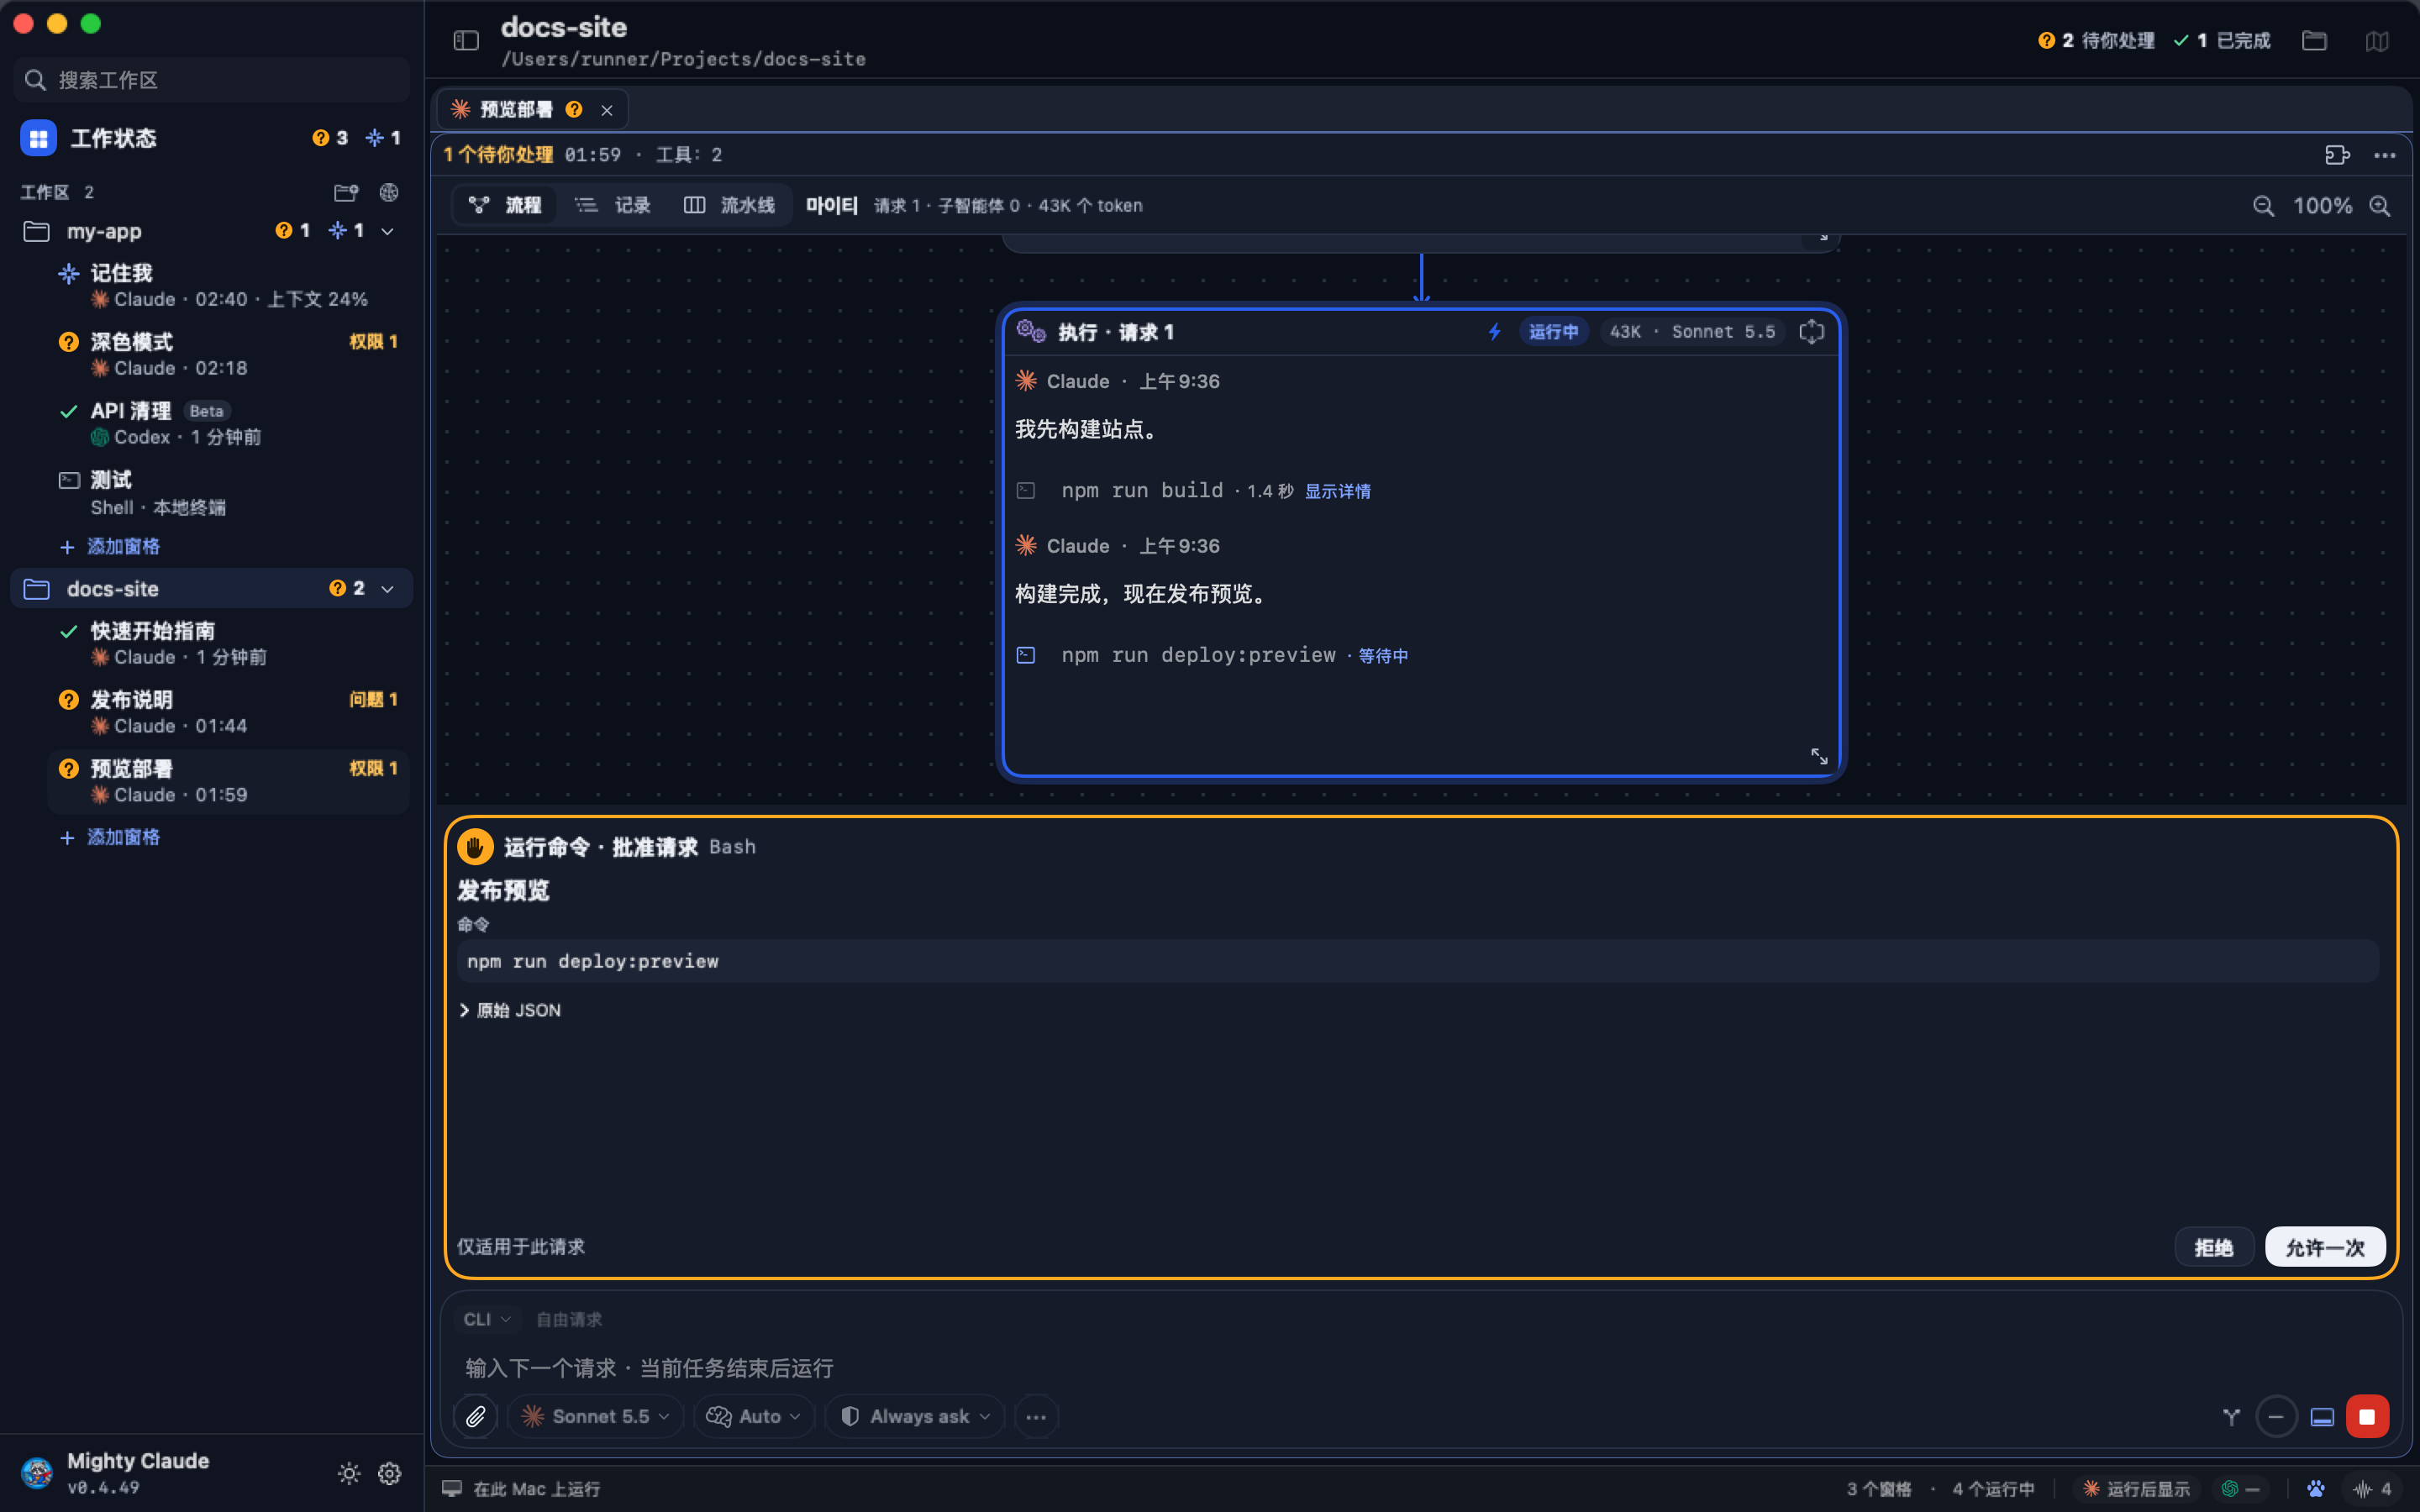 搜索工作区
工作状态 3 1
工作区 2
my-app 1 1
记住我
Claude · 02:40 · 上下文 24%
深色模式 权限 1
Claude · 02:18
API 清理 Beta
Codex · 1 分钟前
测试
Shell · 本地终端
+ 添加窗格
docs-site 2
快速开始指南
Claude · 1 分钟前
发布说明 问题 1
Claude · 01:44
预览部署 权限 1
Claude · 01:59
+ 添加窗格
Mighty Claude
v0.4.49
docs-site
/Users/runner/Projects/docs-site
2 待你处理 1 已完成
预览部署
1 个待你处理 01:59 · 工具: 2
流程 记录 流水线 마이티 请求 1 · 子智能体 0 · 43K 个 token
100%
执行 · 请求 1 运行中 43K · Sonnet 5.5
Claude · 上午9:36
我先构建站点。
npm run build · 1.4 秒 显示详情
Claude · 上午9:36
构建完成，现在发布预览。
npm run deploy:preview · 等待中
运行命令 · 批准请求 Bash
发布预览
命令
npm run deploy:preview
原始 JSON
仅适用于此请求 拒绝 允许一次
CLI 自由请求
输入下一个请求 · 当前任务结束后运行
Sonnet 5.5 Auto Always ask
在此 Mac 上运行 3 个窗格 · 4 个运行中 运行后显示 — 4